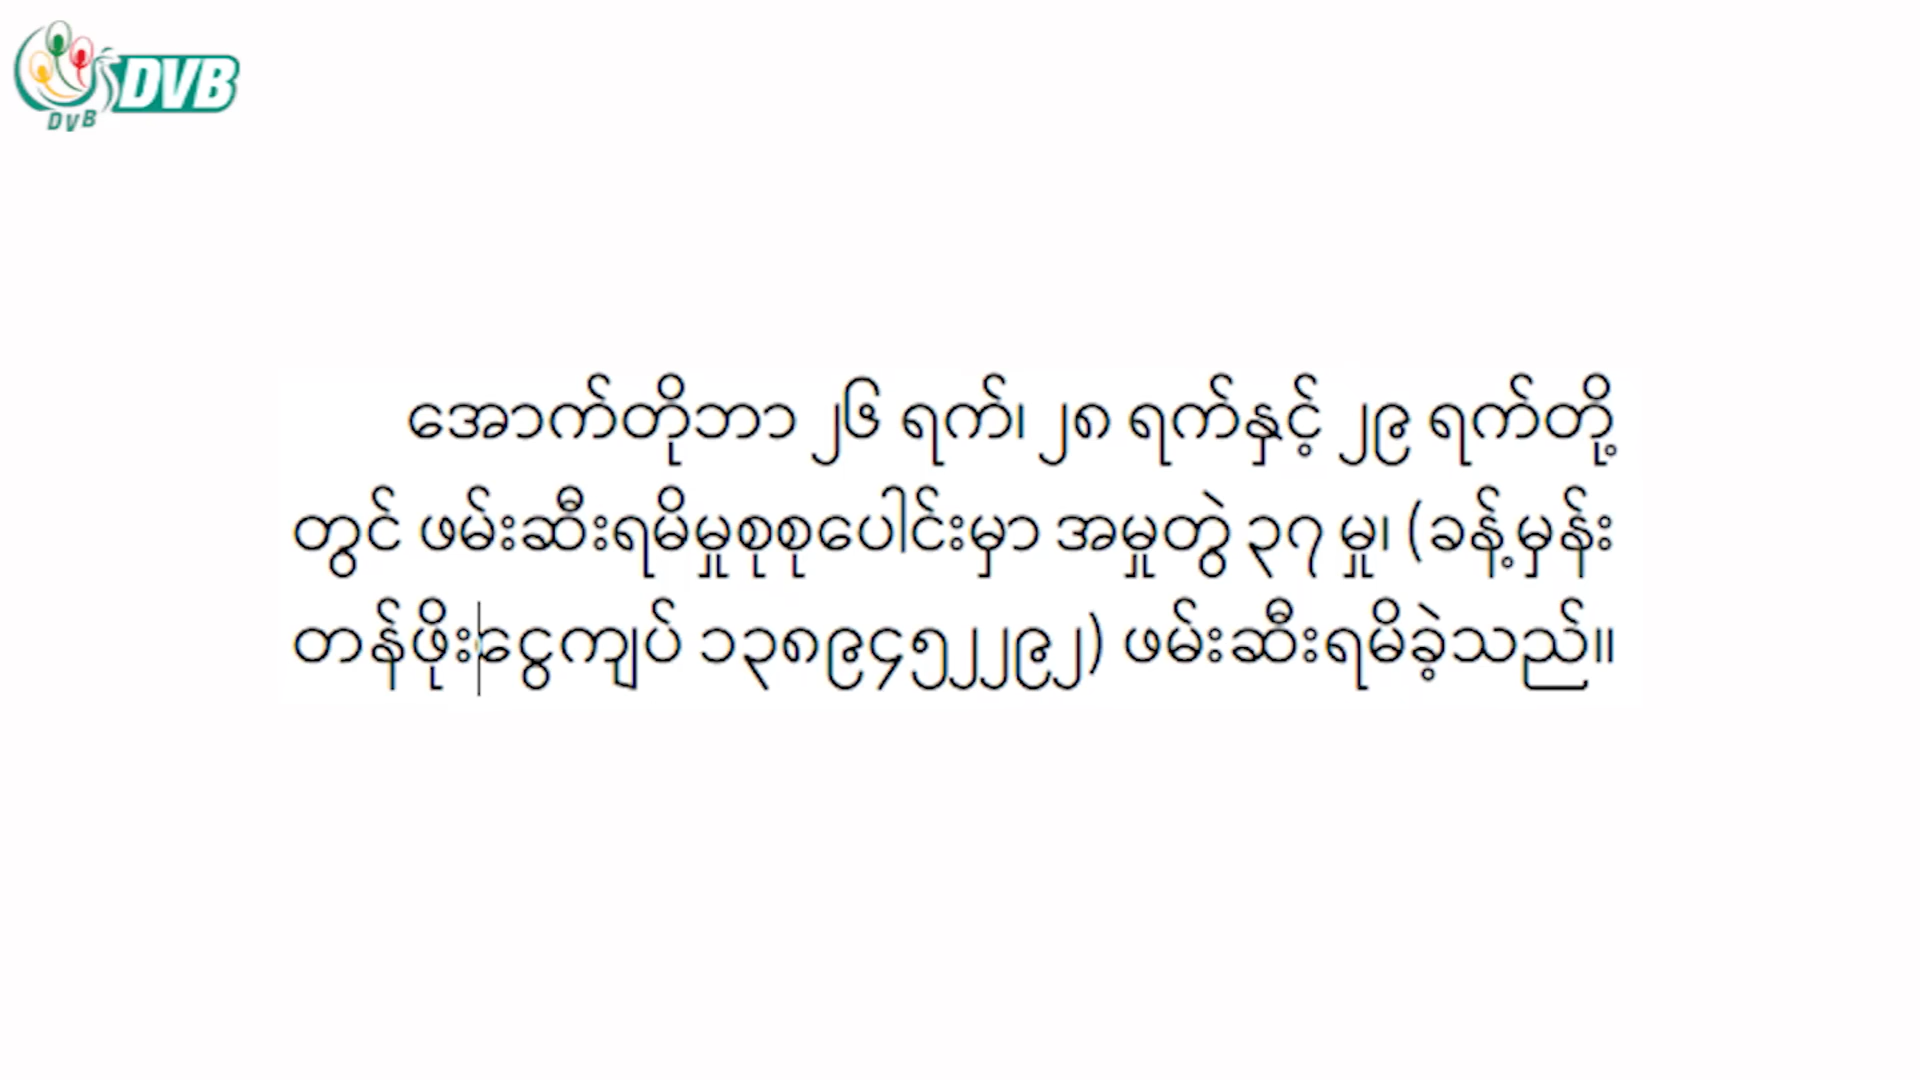 DVB
DVB
အောက်တိုဘာ ၂၆ ရက်၊ ၂၈ ရက်နှင့် ၂၉ ရက်တို့
တွင် ဖမ်းဆီးရမိမှုစုစုပေါင်းမှာ အမှုတွဲ ၃၇ မှု၊ (ခန့်မှန်း
တန်ဖိုးငွေကျပ် ၁၃၈၉၄၅၂၂၉၂) ဖမ်းဆီးရမိခဲ့သည်။